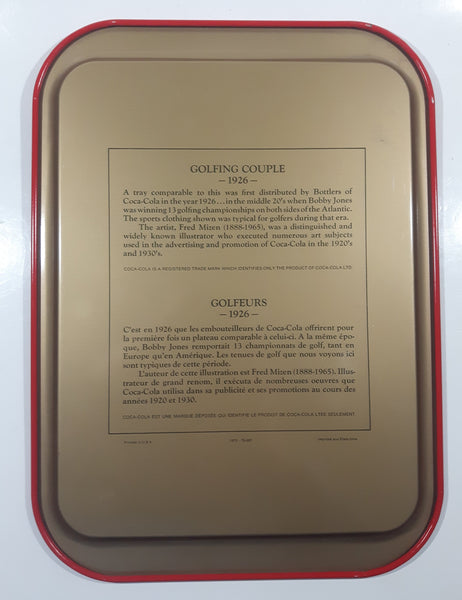 GOLFING COUPLE
— 1926 —
A tray comparable to this was first distributed by Bottlers of
Coca-Cola in the year 1926 . . . in the middle 20's when Bobby Jones
was winning 13 golfing championships on both sides of the Atlantic.
The sports clothing shown was typical for golfers during that era.
The artist, Fred Mizen (1888-1965), was a distinguished and
widely known illustrator who executed numerous art subjects
used in the advertising and promotion of Coca-Cola in the 1920's
and 1930's.
COCA-COLA IS A REGISTERED TRADE MARK WHICH IDENTIFIES ONLY THE PRODUCT OF COCA-COLA LTD
GOLFEURS
— 1926 —
C'est en 1926 que les embouteilleurs de Coca-Cola offrirent pour
la première fois un plateau comparable à celui-ci. A la même épo-
que, Bobby Jones remportait 13 championnats de golf, tant en
Europe qu'en Amérique. Les tenues de golf que nous voyons ici
sont typiques de cette période.
L'auteur de cette illustration est Fred Mizen (1888-1965). Illus-
trateur de grand renom, il exécuta de nombreuses oeuvres que
Coca-Cola utilisa dans sa publicité et ses promotions au cours des
années 1920 et 1930.
COCA-COLA EST UNE MARQUE DÉPOSÉE QUI IDENTIFIE LE PRODUIT DE COCA-COLA LTÉE SEULEMENT
Printed in U.S.A.